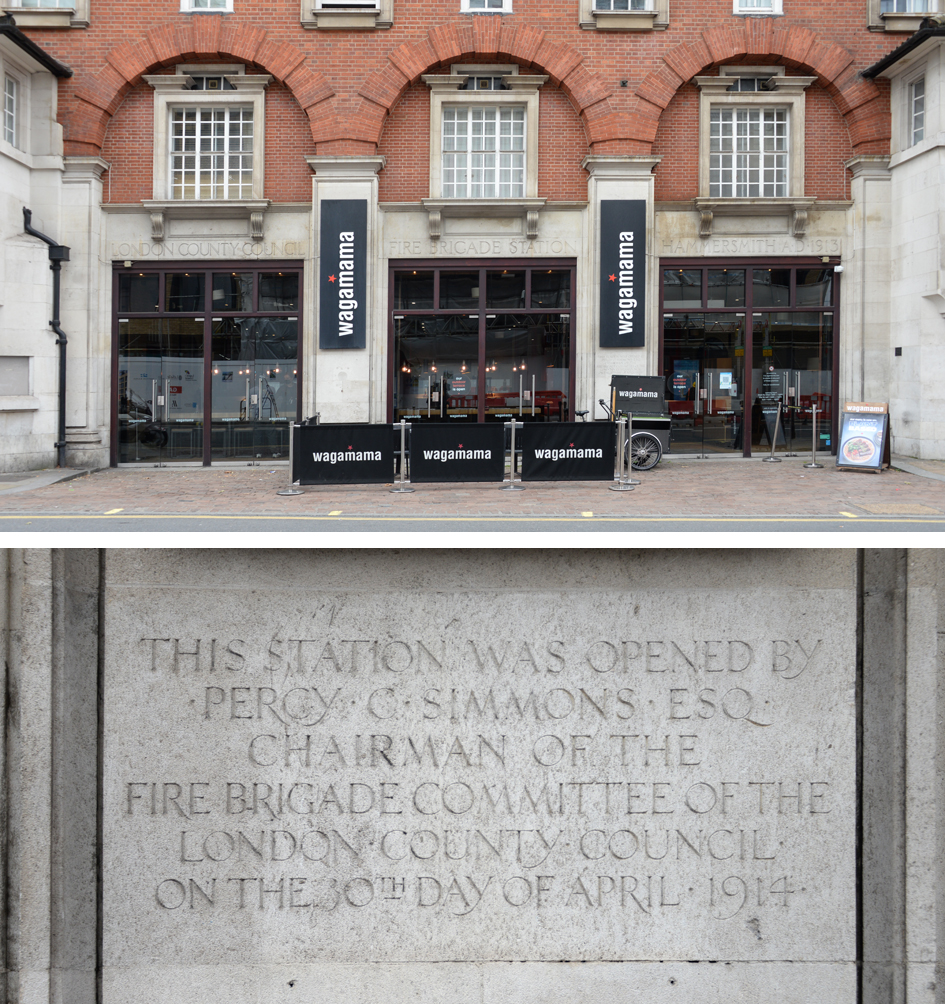 LONDON COUNTY COUNCIL
FIRE BRIGADE STATION
HAMMERSMITH A.D. 1913
wagamama
wagamama
wagamama
wagamama
wagamama
wagamama
wagamama
THIS STATION WAS OPENED BY
·PERCY·C·SIMMONS·ESQ·
CHAIRMAN OF THE
FIRE BRIGADE COMMITTEE OF THE
LONDON·COUNTY·COUNCIL·
ON THE 30TH DAY OF APRIL·1914·